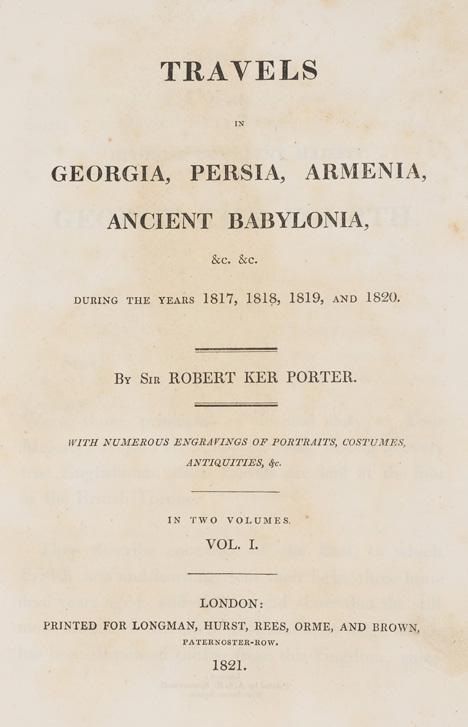 TRAVELS
IN
GEORGIA, PERSIA, ARMENIA,
ANCIENT BABYLONIA,
&c. &c.
DURING THE YEARS 1817, 1818, 1819, AND 1820.
BY SIR ROBERT KER PORTER.
WITH NUMEROUS ENGRAVINGS OF PORTRAITS, COSTUMES,
ANTIQUITIES, &c.
IN TWO VOLUMES.
VOL. I.
LONDON:
PRINTED FOR LONGMAN, HURST, REES, ORME, AND BROWN,
PATERNOSTER-ROW.
1821.